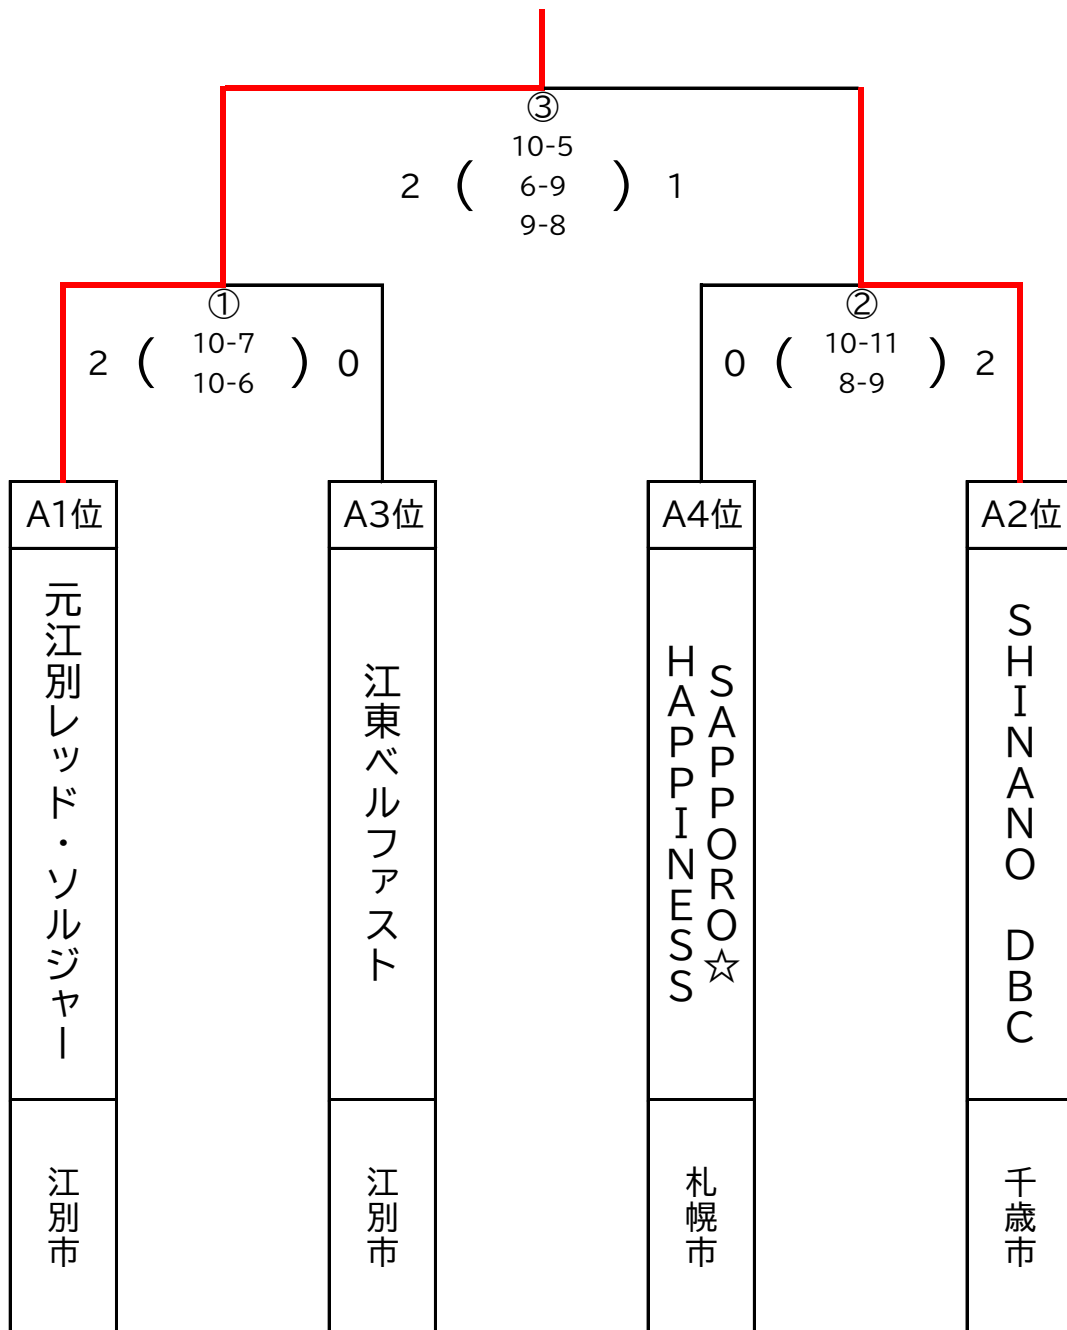 ③
10-5
2 ( 6-9 ) 1
9-8
①
10-7
2 ( ) 0
10-6
②
10-11
0 ( ) 2
8-9
A1位
元江別レッド・ソルジャー
江別市
A3位
江東ベルファスト
江別市
A4位
SAPPORO☆
HAPPINESS
札幌市
A2位
SHINANO DBC
千歳市